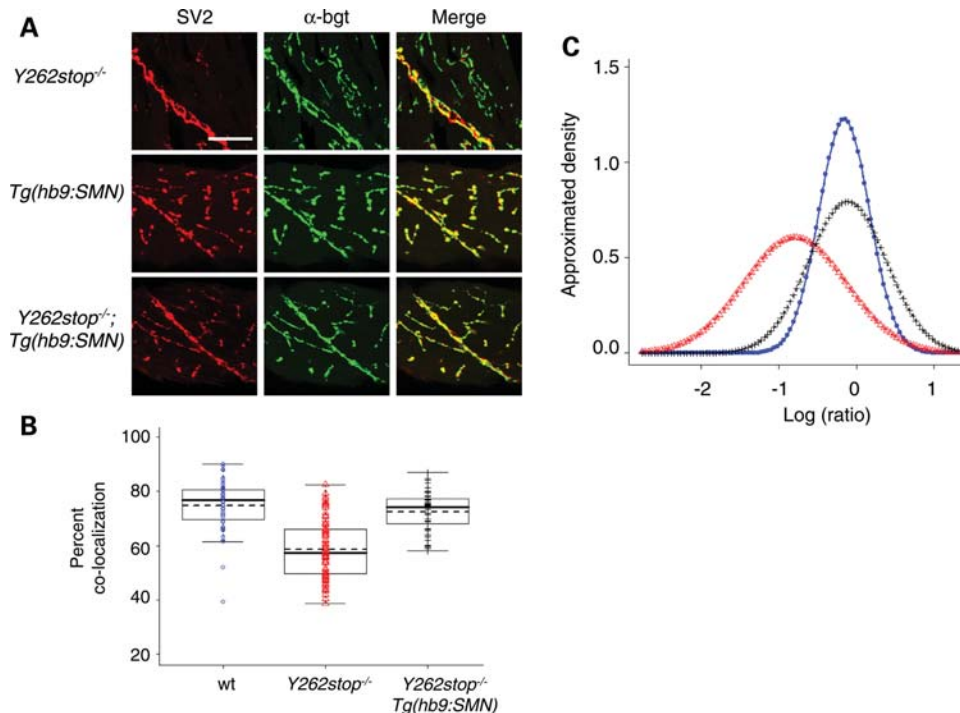 A
SV2
α-bgt
Merge
Y262stop-/-
Tg(hb9:SMN)
Y262stop-/-;
Tg(hb9:SMN)
B
100
80
60
40
20
Percent
co-localization
wt
Y262stop-/-
Y262stop-/-
Tg(hb9:SMN)
C
1.5
1.0
0.5
0.0
Approximated density
-2
-1
0
1
Log (ratio)